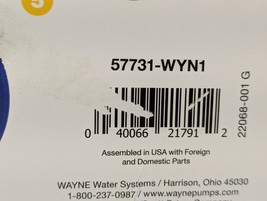 5
57731-WYN1
0 40066 21791 2
22068-001 G
Assembled in USA with Foreign
and Domestic Parts
WAYNE Water Systems / Harrison, Ohio 45030
1-800-237-0987 / www.waynepumps.com